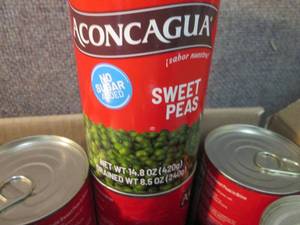 ACONCAGUA
¡sabor nuestro!
NO
SUGAR
ADDED
SWEET
PEAS
NET WT 14.8 OZ (420g)
DRAINED WT 8.5 OZ (240g)